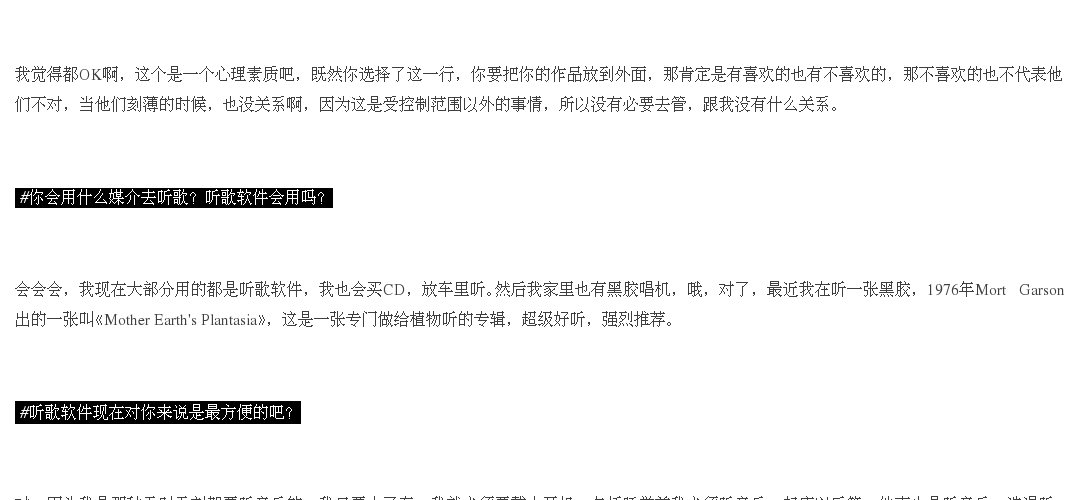 我觉得都OK啊，这个是一个心理素质吧，既然你选择了这一行，你要把你的作品放到外面，那肯定是有喜欢的也有不喜欢的，那不喜欢的也不代表他
们不对，当他们刻薄的时候，也没关系啊，因为这是受控制范围以外的事情，所以没有必要去管，跟我没有什么关系。
#你会用什么媒介去听歌？听歌软件会用吗？
会会会，我现在大部分用的都是听歌软件，我也会买CD，放车里听。然后我家里也有黑胶唱机，哦，对了，最近我在听一张黑胶，1976年Mort Garson
出的一张叫《Mother Earth's Plantasia》，这是一张专门做给植物听的专辑，超级好听，强烈推荐。
#听歌软件现在对你来说是最方便的吧？